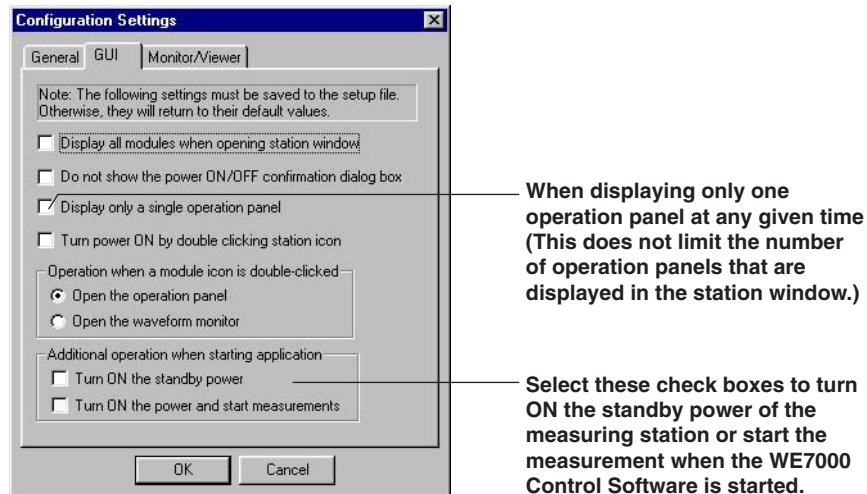 Configuration Settings
General
GUI
Monitor/Viewer
Note: The following settings must be saved to the setup file.
Otherwise, they will return to their default values.
Display all modules when opening station window
Do not show the power ON/OFF confirmation dialog box
Display only a single operation panel
Turn power ON by double clicking station icon
Operation when a module icon is double-clicked
Open the operation panel
Open the waveform monitor
Additional operation when starting application
Turn ON the standby power
Turn ON the power and start measurements
OK
Cancel
When displaying only one
operation panel at any given time
(This does not limit the number
of operation panels that are
displayed in the station window.)
Select these check boxes to turn
ON the standby power of the
measuring station or start the
measurement when the WE7000
Control Software is started.